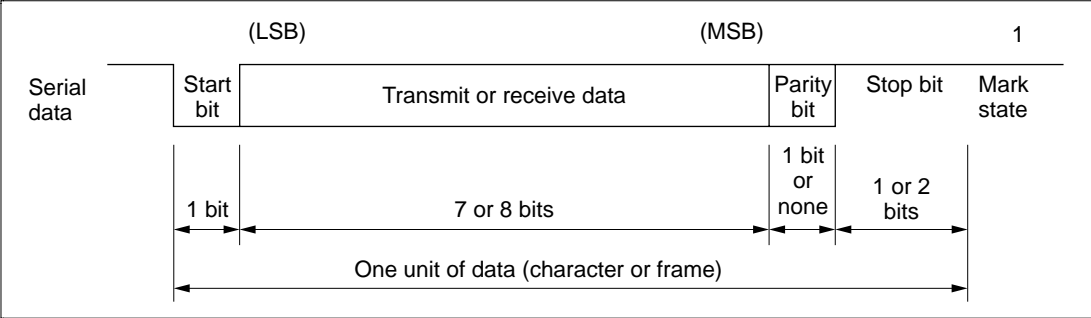 (LSB)
(MSB)
1
Serial
data
Start
bit
Transmit or receive data
Parity
bit
Stop bit
Mark
state
1 bit
7 or 8 bits
1 bit
or
none
1 or 2
bits
One unit of data (character or frame)